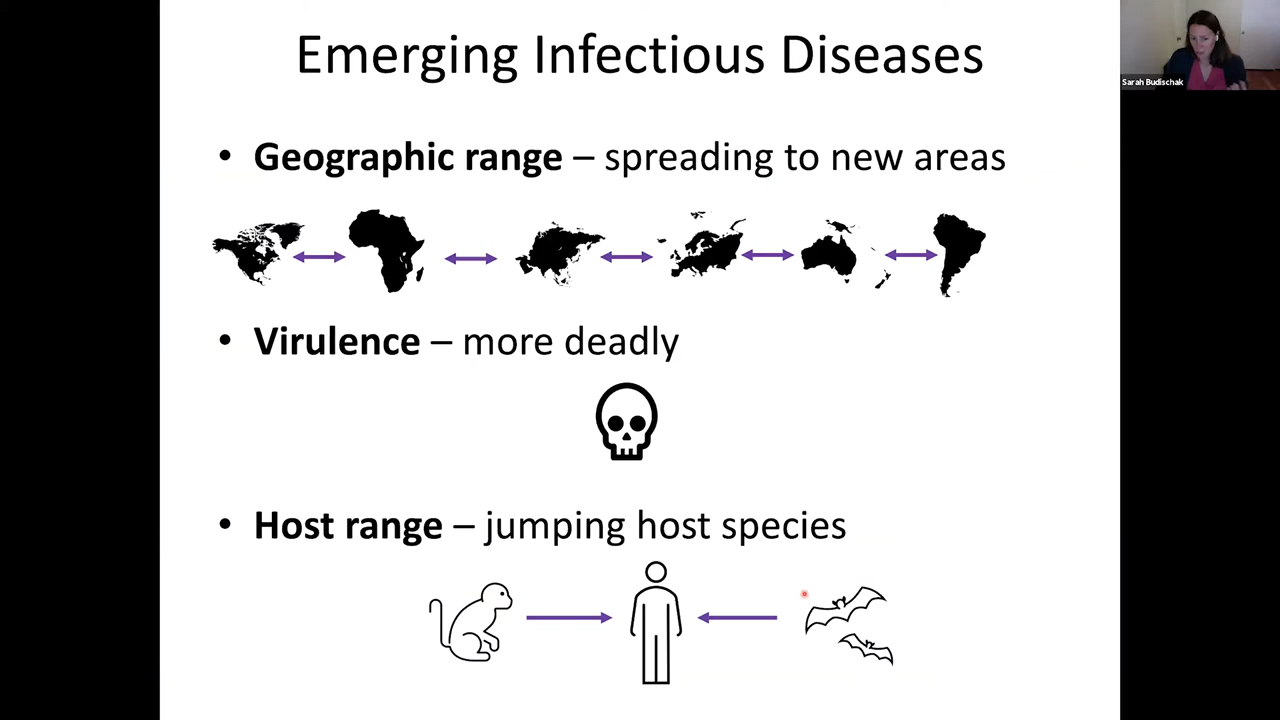 Emerging Infectious Diseases
Sarah Budischak
• Geographic range – spreading to new areas
• Virulence – more deadly
• Host range – jumping host species